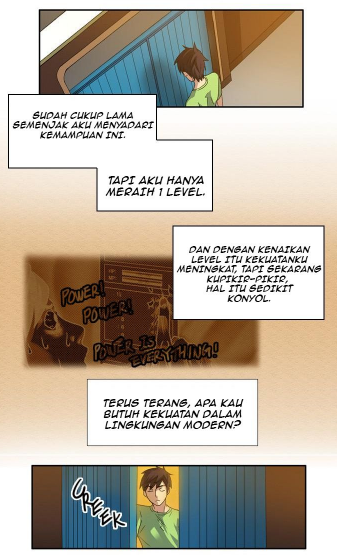 SUDAH CUKUP LAMA
SEMENJAK AKU MENYADARI
KEMAMPUAN INI.
TAPI AKU HANYA
MERAIH 1 LEVEL.
DAN DENGAN KENAIKAN
LEVEL ITU KEKUATANKU
MENINGKAT, TAPI SEKARANG
KUPIKIR-PIKIR,
HAL ITU SEDIKIT
KONYOL.
POWER!
POWER!
POWER IS
EVERYTHING!
TERUS TERANG, APA KAU
BUTUH KEKUATAN DALAM
LINGKUNGAN MODERN?
CREEK